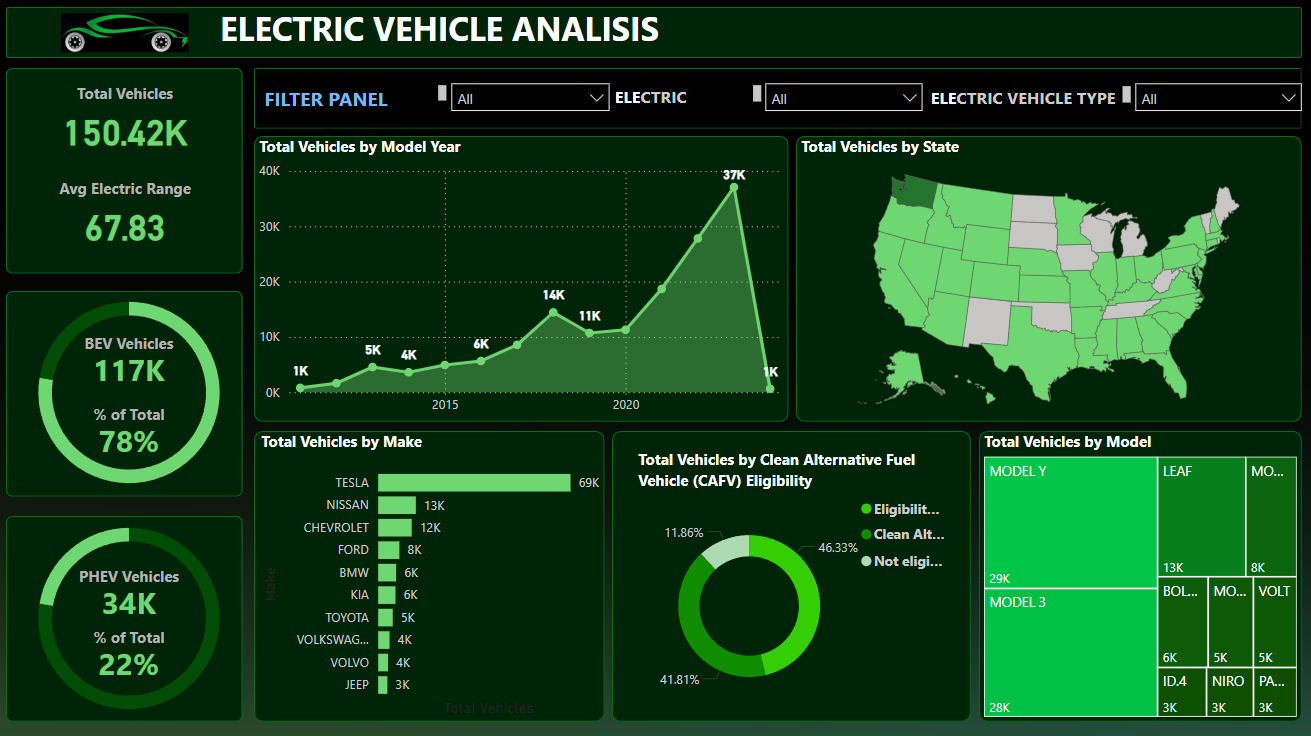 ELECTRIC VEHICLE ANALISIS
Total Vehicles
150.42K
Avg Electric Range
67.83
FILTER PANEL
All
ELECTRIC
All
ELECTRIC VEHICLE TYPE
All
Total Vehicles by Model Year
40K
30K
20K
10K
0K
1K
5K
4K
6K
14K
11K
37K
1K
2015
2020
Total Vehicles by State
BEV Vehicles
117K
% of Total
78%
PHEV Vehicles
34K
% of Total
22%
Total Vehicles by Make
Make
TESLA 69K
NISSAN 13K
CHEVROLET 12K
FORD 8K
BMW 6K
KIA 6K
TOYOTA 5K
VOLKSWAG... 4K
VOLVO 4K
JEEP 3K
Total Vehicles
Total Vehicles by Clean Alternative Fuel
Vehicle (CAFV) Eligibility
Eligibilit...
Clean Alt...
Not eligi...
11.86%
46.33%
41.81%
Total Vehicles by Model
MODEL Y
29K
MODEL 3
28K
LEAF
13K
MO...
8K
BOL...
6K
MO...
5K
VOLT
5K
ID.4
3K
NIRO
3K
PA...
3K